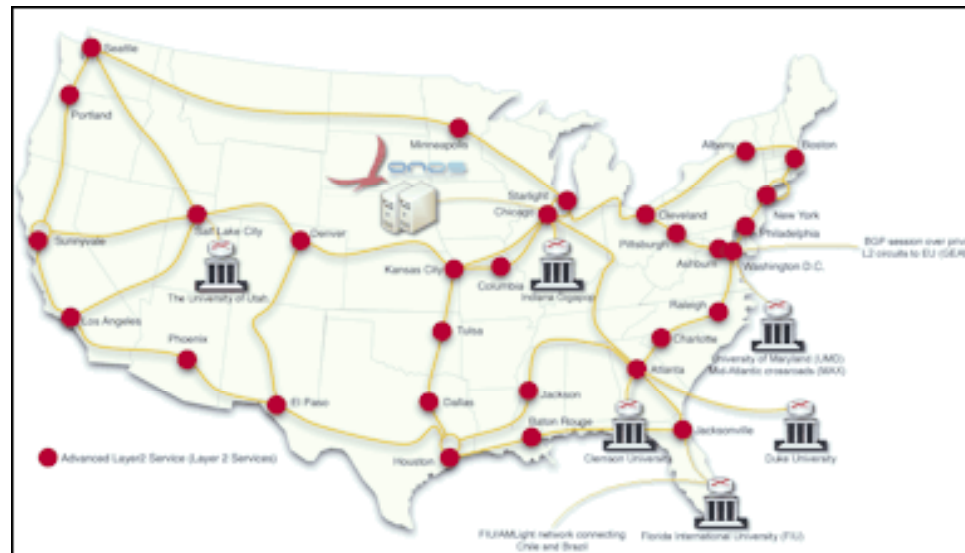 Seattle
Portland
Minneapolis
Albany
Boston
onos
Starlight
Chicago
Cleveland
New York
Philadelphia
Sunnyvale
Salt Lake City
Denver
Pittsburgh
BGP session over priv
L2 circuits to EU (GEA
Ashburn
Washington D.C.
Kansas City
Columbia
Indiana Gigapop
The University of Utah
Raleigh
Los Angeles
Tulsa
Phoenix
Charlotte
University of Maryland (UMD)
Mid-Atlantic crossroads (MAX)
Atlanta
El Paso
Dallas
Jackson
Baton Rouge
Jacksonville
Advanced Layer2 Service (Layer 2 Services)
Houston
Clemson University
Duke University
FIU/AMLight network connecting
Chile and Brazil
Florida International University (FIU)